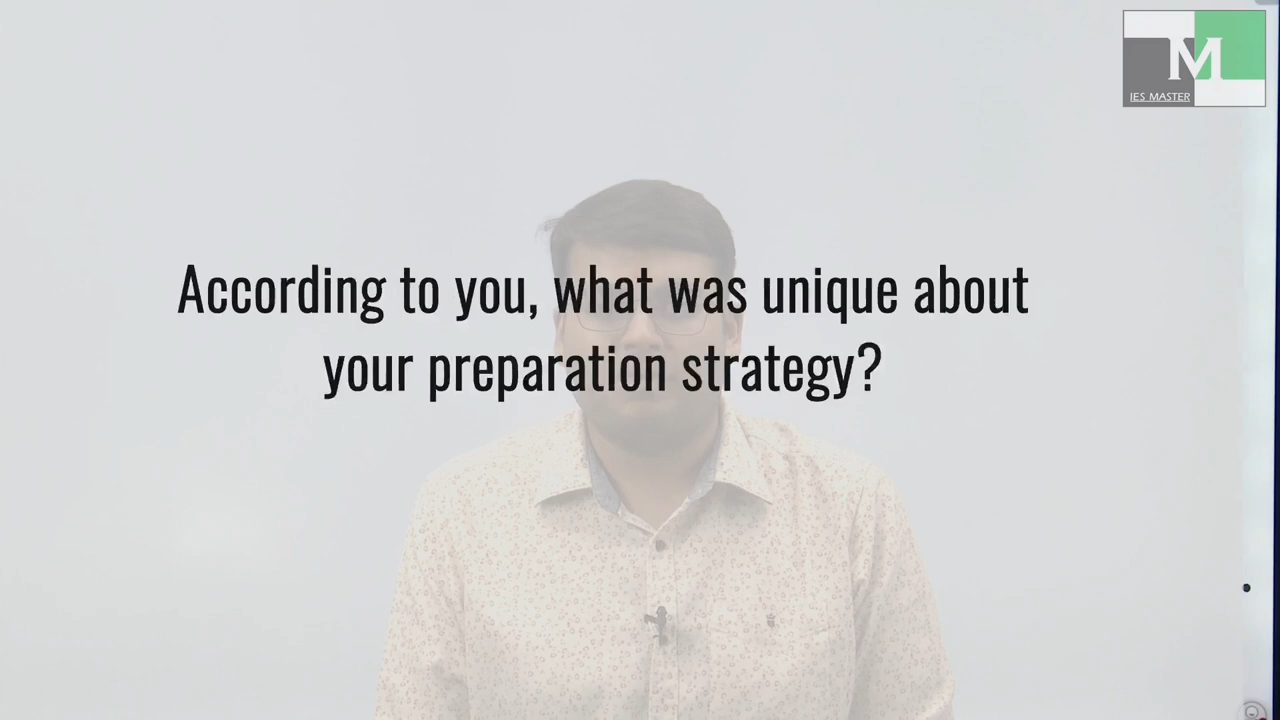 M
IES MASTER
According to you, what was unique about
your preparation strategy?